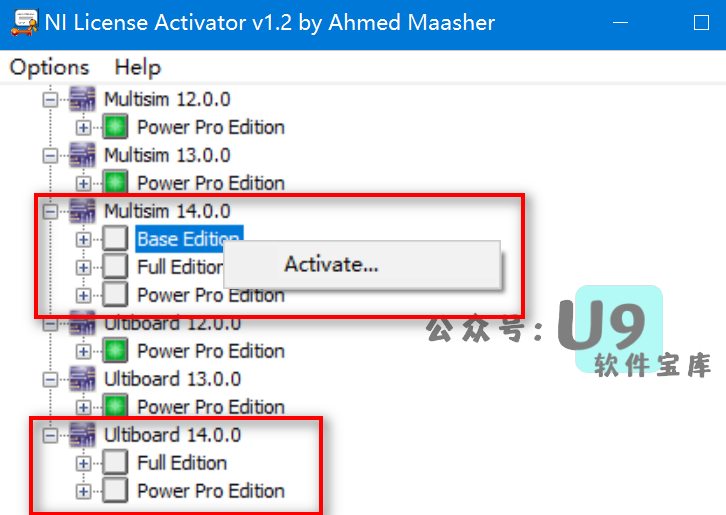 NI License Activator v1.2 by Ahmed Maasher
Options Help
Multisim 12.0.0
Power Pro Edition
Multisim 13.0.0
Power Pro Edition
Multisim 14.0.0
Base Edition
Activate...
Full Edition
Power Pro Edition
Ultiboard 12.0.0
Power Pro Edition
Ultiboard 13.0.0
Power Pro Edition
Ultiboard 14.0.0
Full Edition
Power Pro Edition
公众号: U9
软件宝库